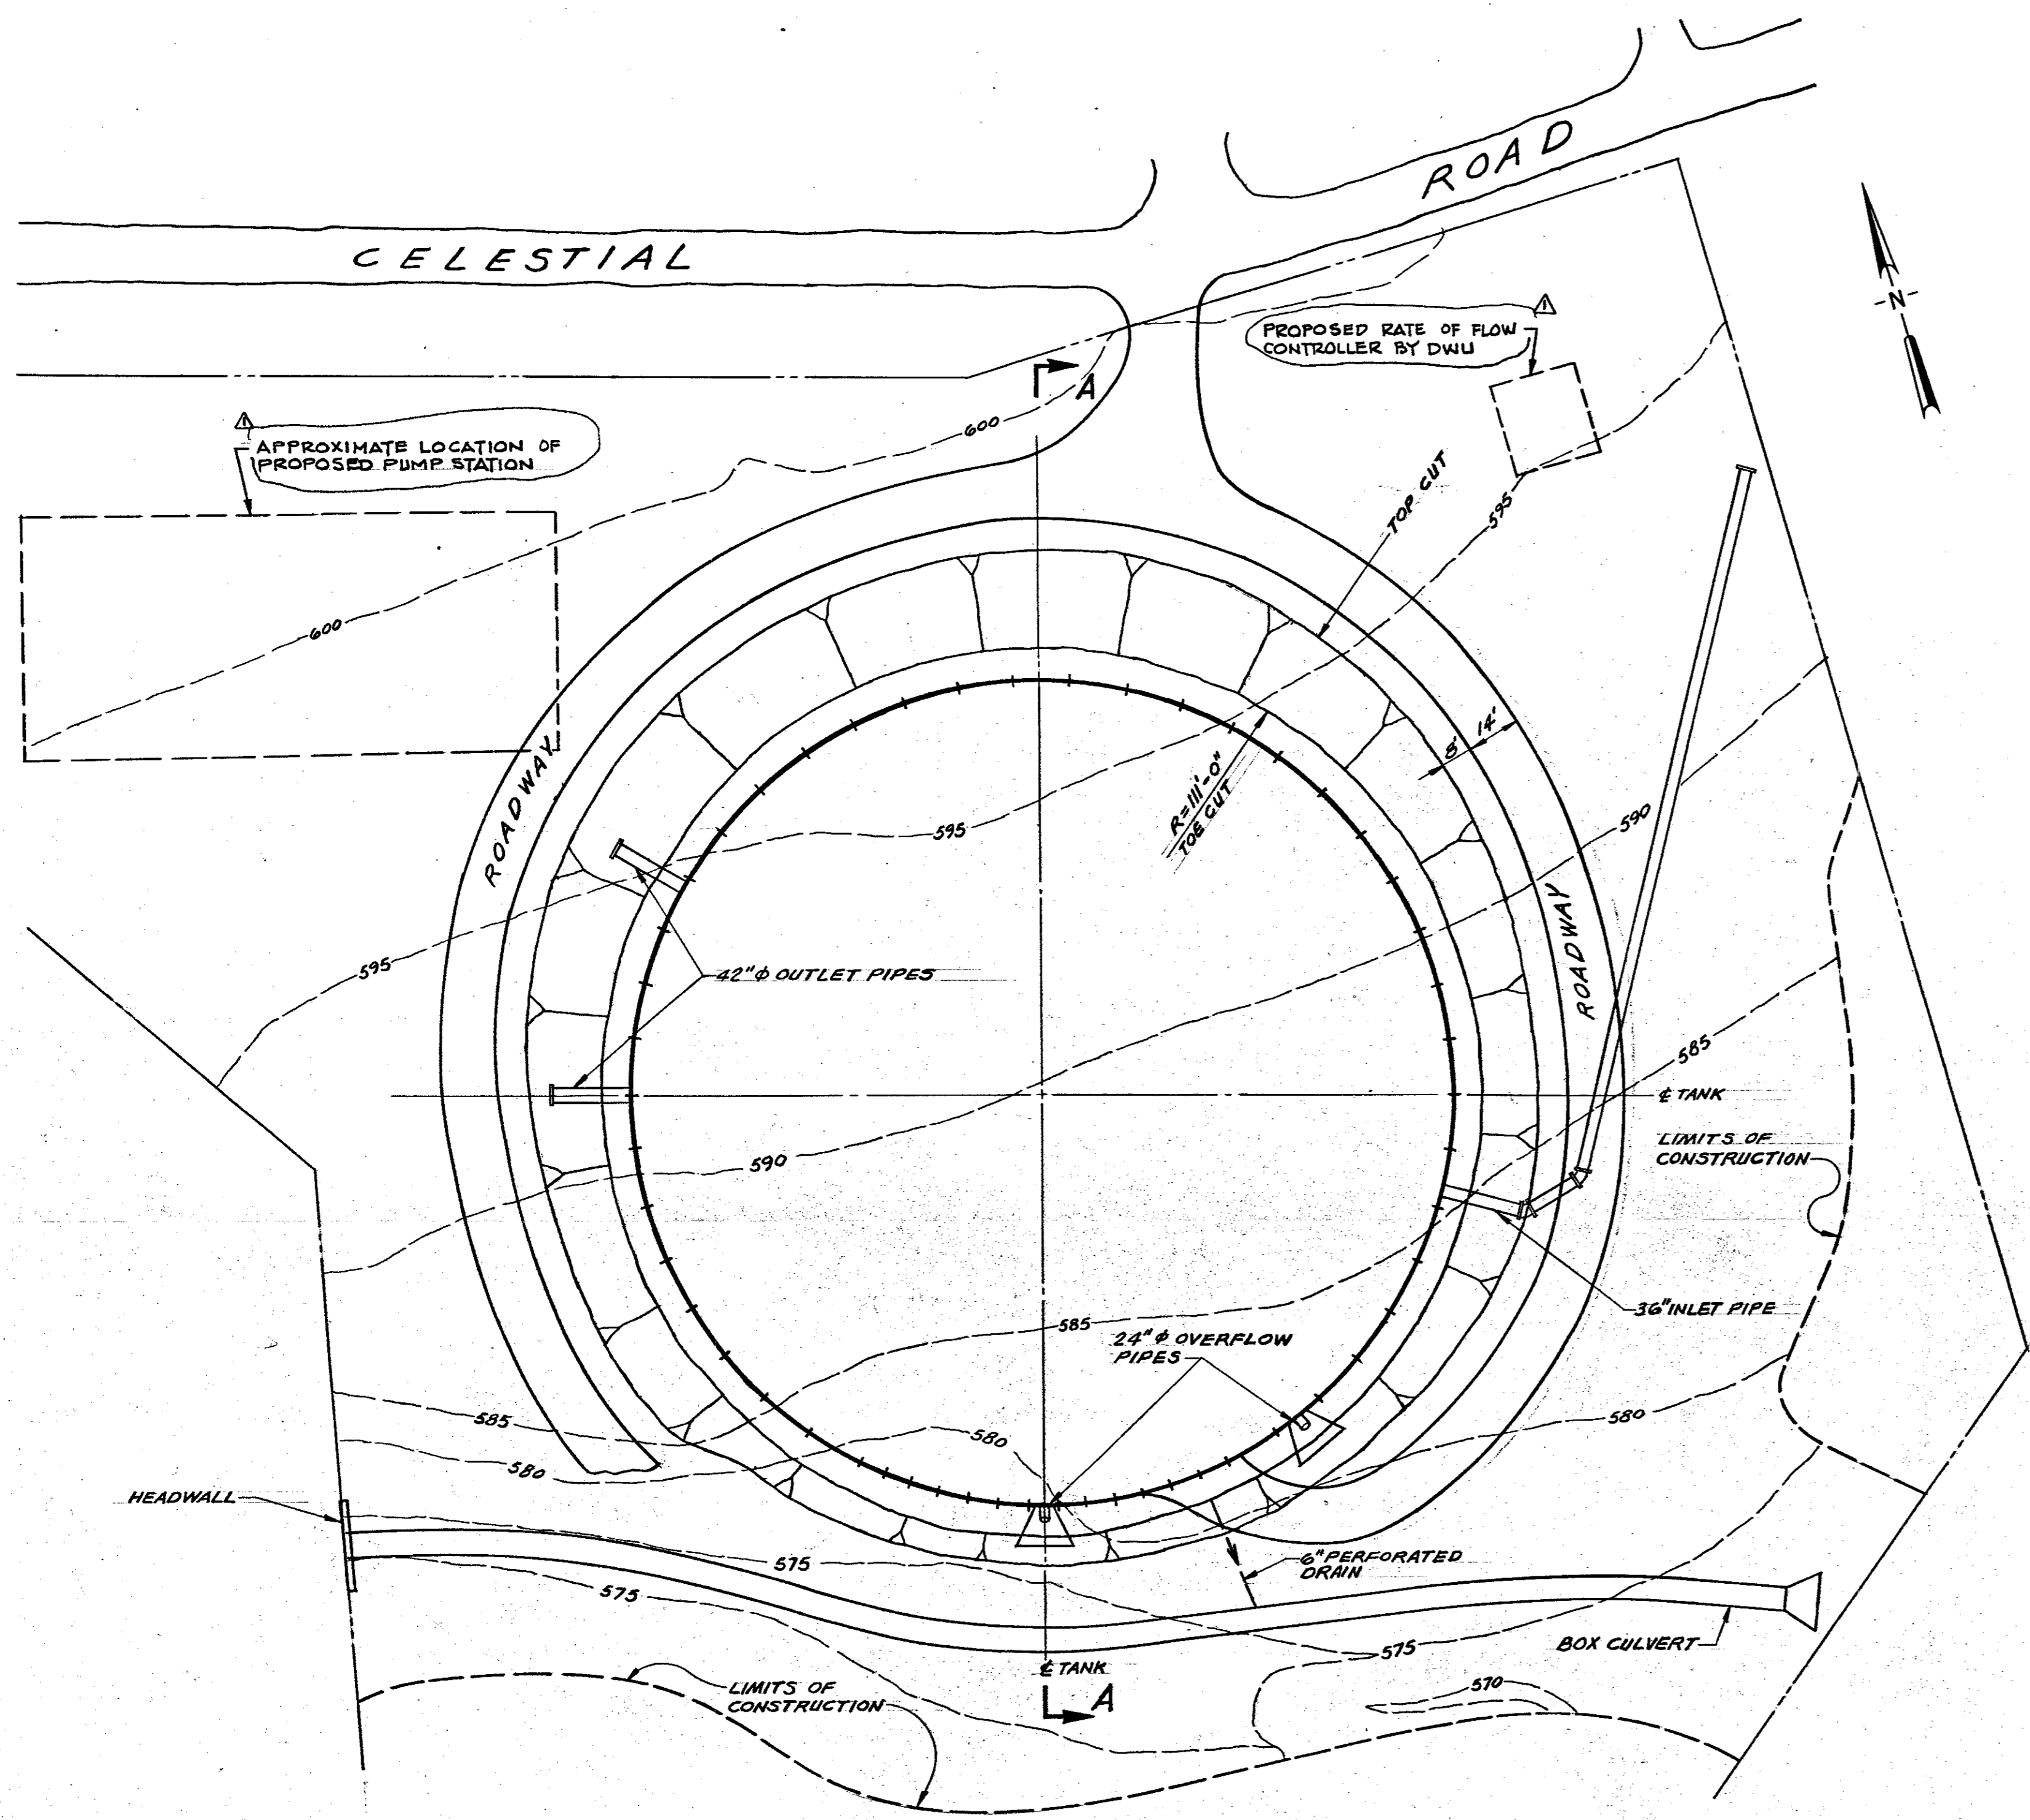 ROAD
CELESTIAL
N
1
PROPOSED RATE OF FLOW
CONTROLLER BY DWU
A
600
1
APPROXIMATE LOCATION OF
PROPOSED PUMP STATION
TOP CUT
595
600
8' 14'
R=111'-0"
TOE CUT
ROADWAY
595
590
ROADWAY
595
42"⌀ OUTLET PIPES
585
℄ TANK
LIMITS OF
CONSTRUCTION
590
36" INLET PIPE
585
24"⌀ OVERFLOW
PIPES
585
580
580
580
HEADWALL
575
6" PERFORATED
DRAIN
575
575
BOX CULVERT
℄ TANK
570
LIMITS OF
CONSTRUCTION
A